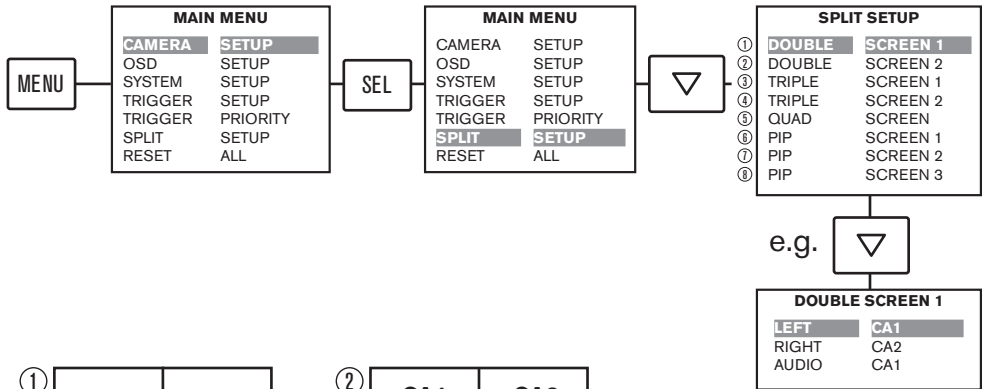 MENU
MAIN MENU
CAMERA SETUP
OSD SETUP
SYSTEM SETUP
TRIGGER SETUP
TRIGGER PRIORITY
SPLIT SETUP
RESET ALL
SEL
MAIN MENU
CAMERA SETUP
OSD SETUP
SYSTEM SETUP
TRIGGER SETUP
TRIGGER PRIORITY
SPLIT SETUP
RESET ALL
SPLIT SETUP
① DOUBLE SCREEN 1
② DOUBLE SCREEN 2
③ TRIPLE SCREEN 1
④ TRIPLE SCREEN 2
⑤ QUAD SCREEN
⑥ PIP SCREEN 1
⑦ PIP SCREEN 2
⑧ PIP SCREEN 3
e.g.
DOUBLE SCREEN 1
LEFT CA1
RIGHT CA2
AUDIO CA1
①
②